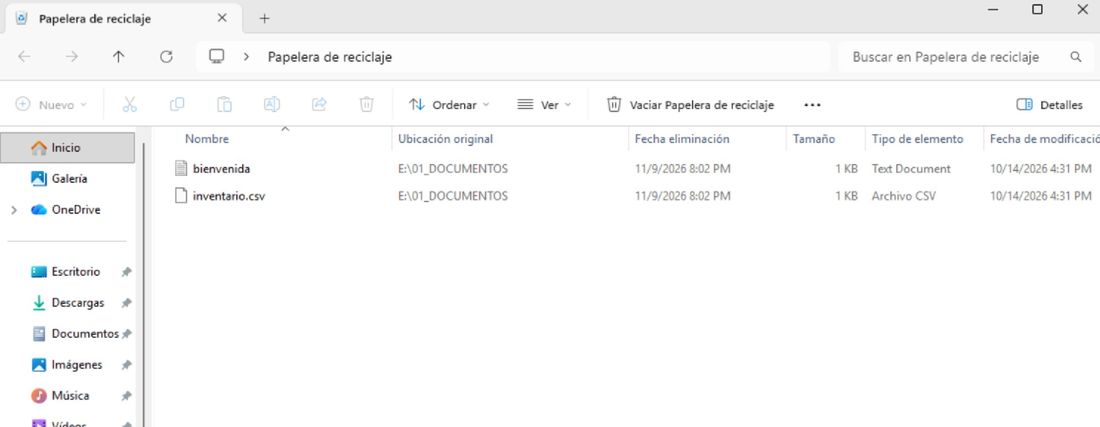 Papelera de reciclaje
Papelera de reciclaje
Buscar en Papelera de reciclaje
Nuevo
Ordenar
Ver
Vaciar Papelera de reciclaje
Detalles
Inicio
Galería
OneDrive
Escritorio
Descargas
Documentos
Imágenes
Música
Vídeos
Nombre Ubicación original Fecha eliminación Tamaño Tipo de elemento Fecha de modificació
bienvenida E:\01_DOCUMENTOS 11/9/2026 8:02 PM 1 KB Text Document 10/14/2026 4:31 PM
inventario.csv E:\01_DOCUMENTOS 11/9/2026 8:02 PM 1 KB Archivo CSV 10/14/2026 4:31 PM